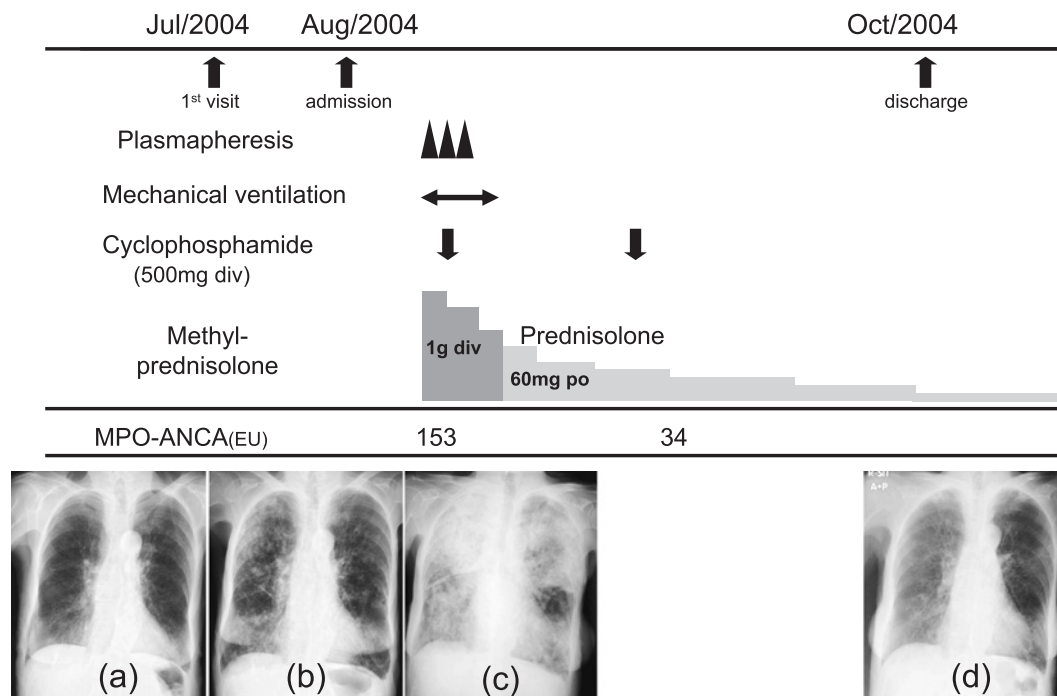 Jul/2004 Aug/2004 Oct/2004
1st visit admission discharge
Plasmapheresis
Mechanical ventilation
Cyclophosphamide
(500mg div)
Methyl-
prednisolone
Prednisolone
1g div
60mg po
MPO-ANCA(EU) 153 34
A+P
(a) (b) (c) (d)